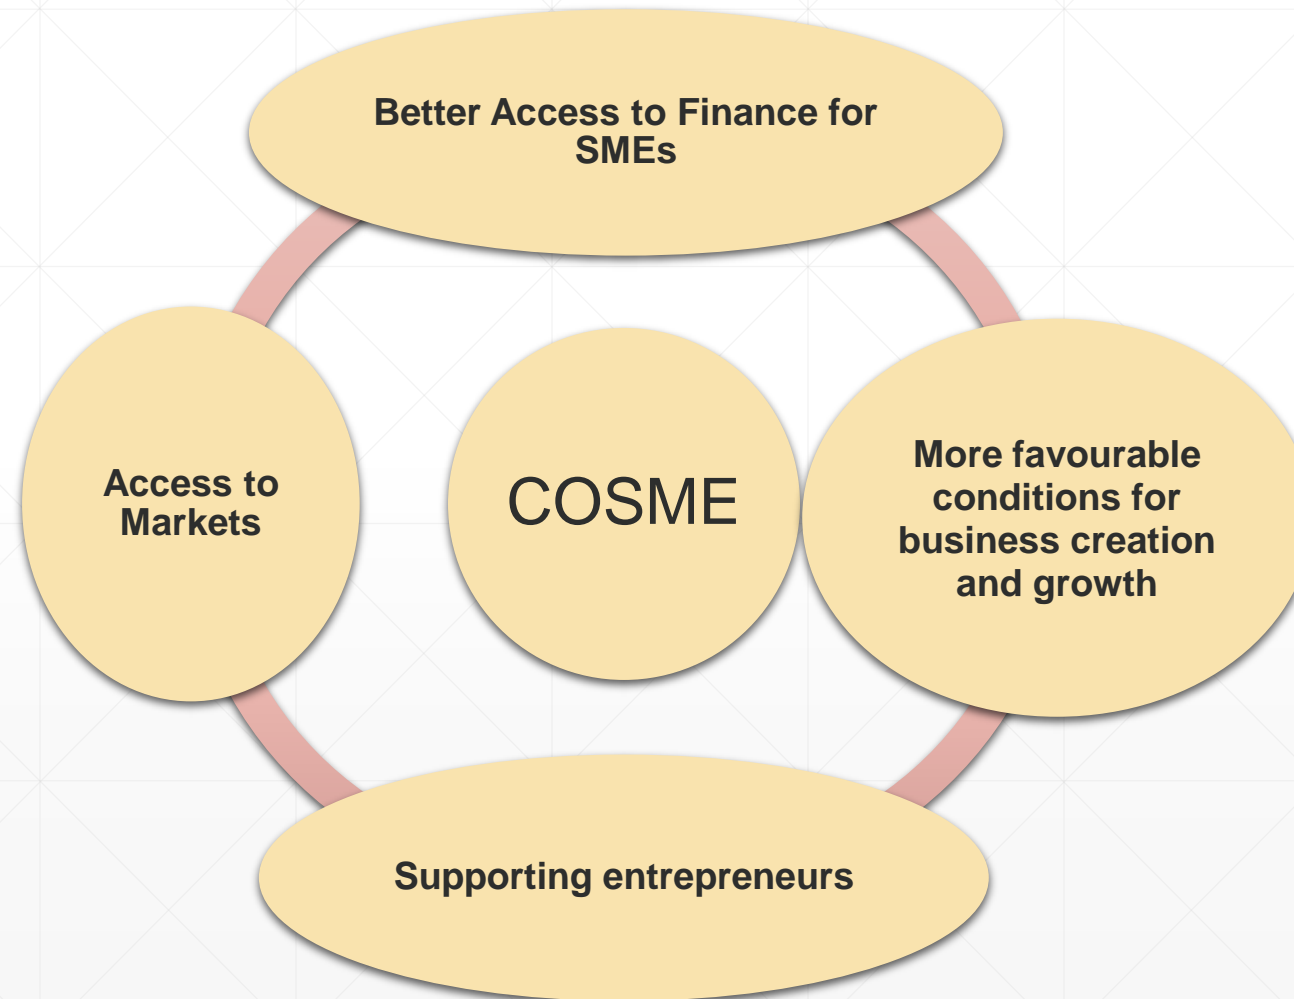 Better Access to Finance for
SMEs
Access to
Markets
COSME
More favourable
conditions for
business creation
and growth
Supporting entrepreneurs